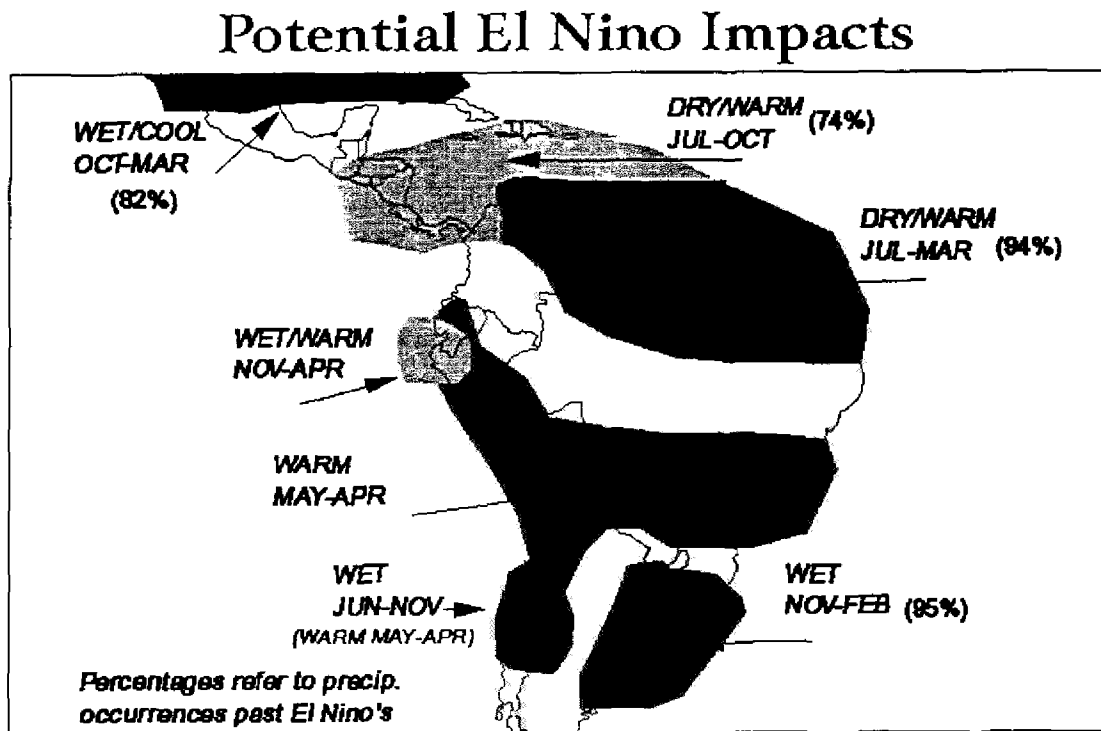 Potential El Nino Impacts
WET/COOL
OCT-MAR
(82%)
DRY/WARM (74%)
JUL-OCT
DRY/WARM
JUL-MAR (94%)
WET/WARM
NOV-APR
WARM
MAY-APR
WET
JUN-NOV
(WARM MAY-APR)
WET
NOV-FEB (95%)
Percentages refer to precip.
occurrences past El Nino's